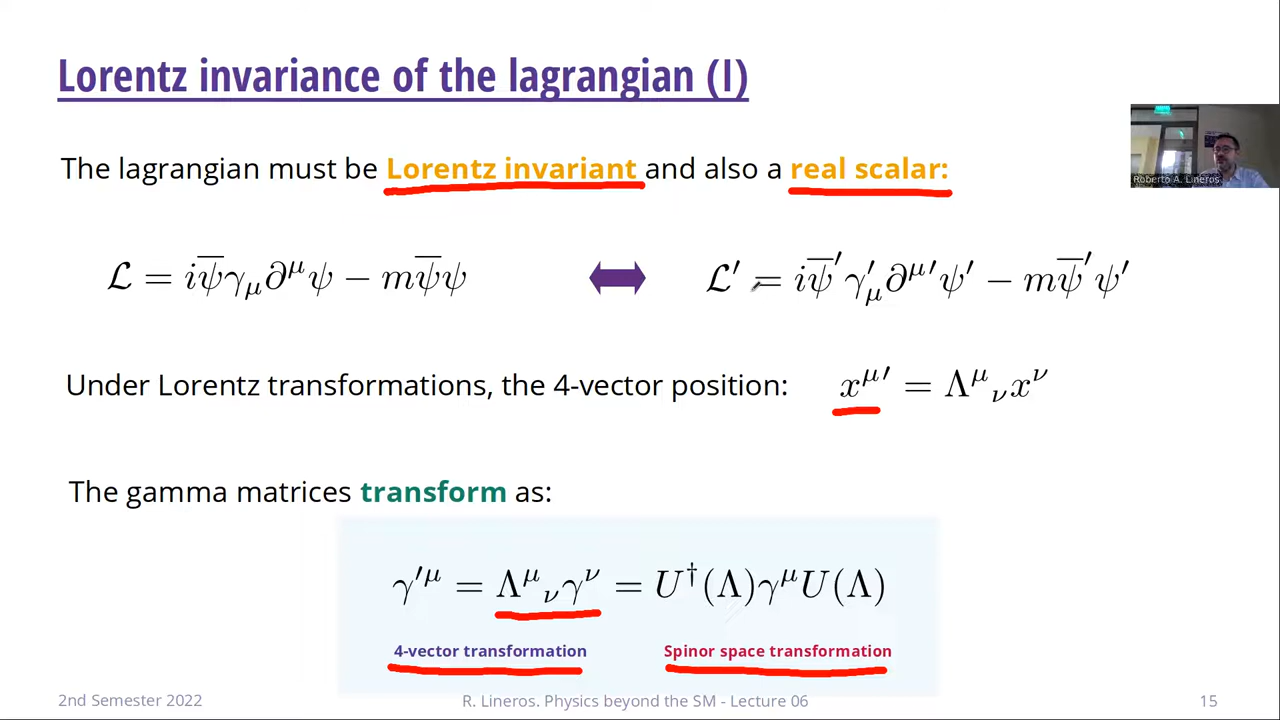 Lorentz invariance of the lagrangian (I)
The lagrangian must be Lorentz invariant and also a real scalar:
Roberto A. Lineros
ℒ = iψ̅γ_μ∂^μψ − mψ̅ψ
ℒ′ = iψ̅′γ′_μ∂^μ′ψ′ − mψ̅′ψ′
Under Lorentz transformations, the 4-vector position: x^μ′ = Λ^μ_ν x^ν
The gamma matrices transform as:
γ′^μ = Λ^μ_ν γ^ν = U^†(Λ)γ^μU(Λ)
4-vector transformation
Spinor space transformation
2nd Semester 2022
R. Lineros. Physics beyond the SM - Lecture 06
15